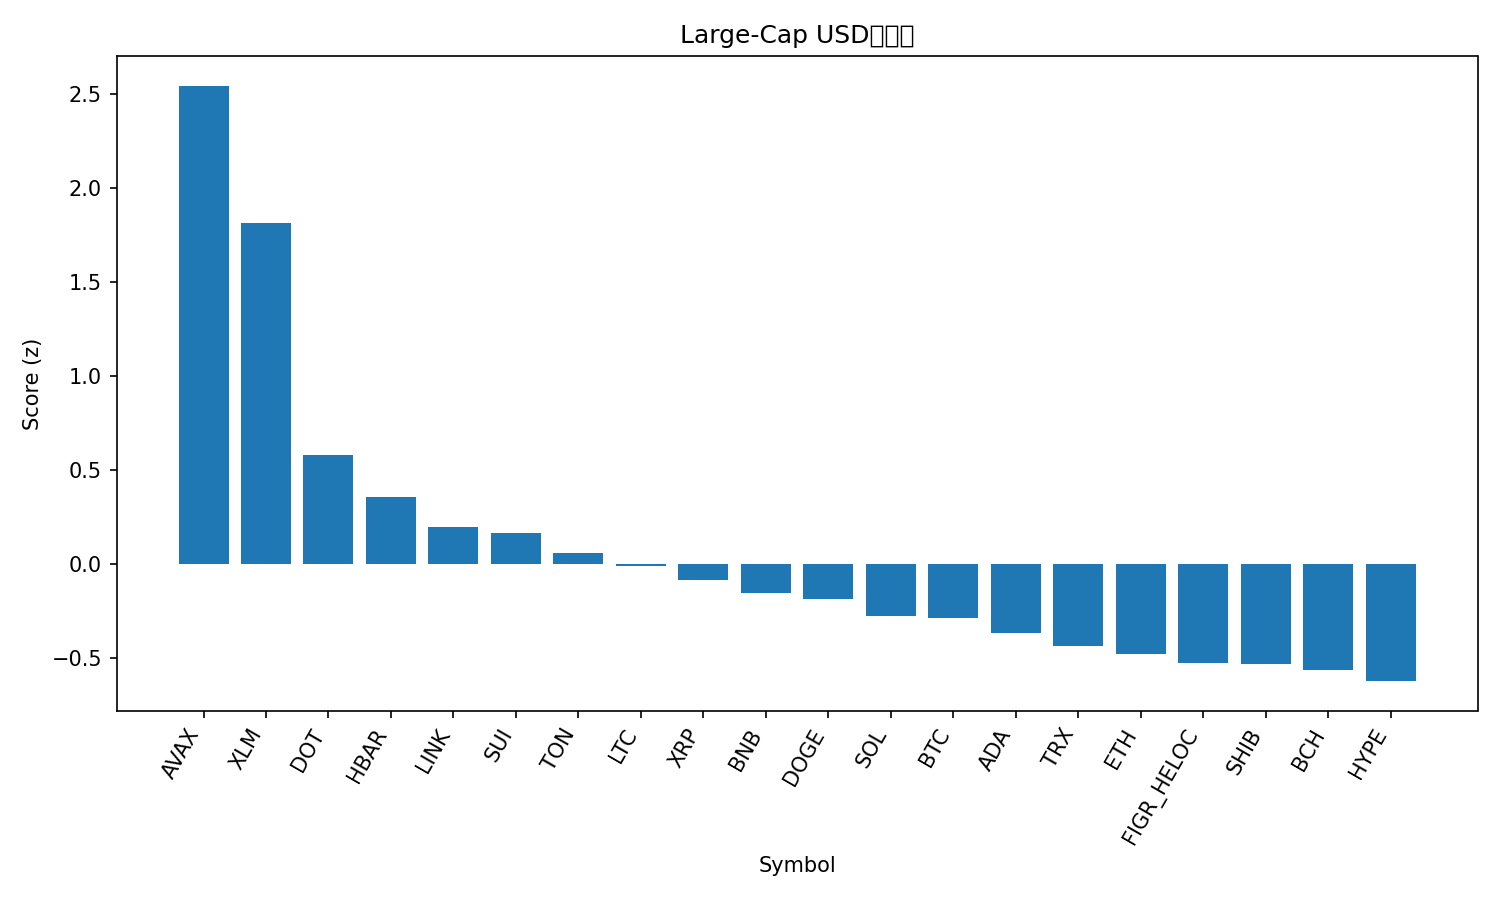 Large-Cap USD
Score (z)
2.5
2.0
1.5
1.0
0.5
0.0
−0.5
AVAX
XLM
DOT
HBAR
LINK
SUI
TON
LTC
XRP
BNB
DOGE
SOL
BTC
ADA
TRX
ETH
FIGR_HELOC
SHIB
BCH
HYPE
Symbol